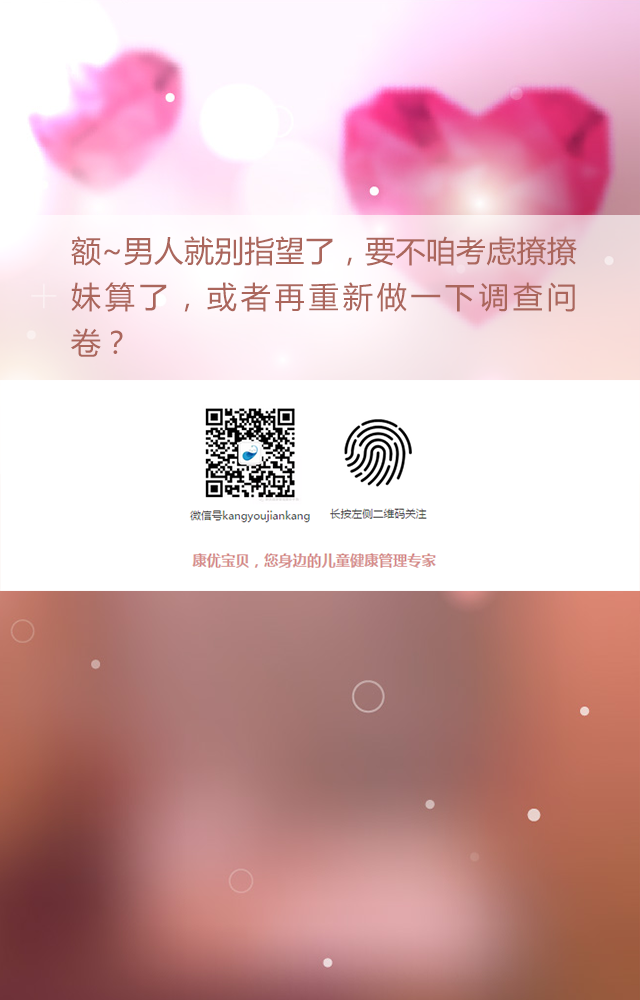 额~男人就别指望了，要不咱考虑撩撩
妹算了，或者再重新做一下调查问
卷？
微信号kangyoujiankang
长按左侧二维码关注
康优宝贝，您身边的儿童健康管理专家